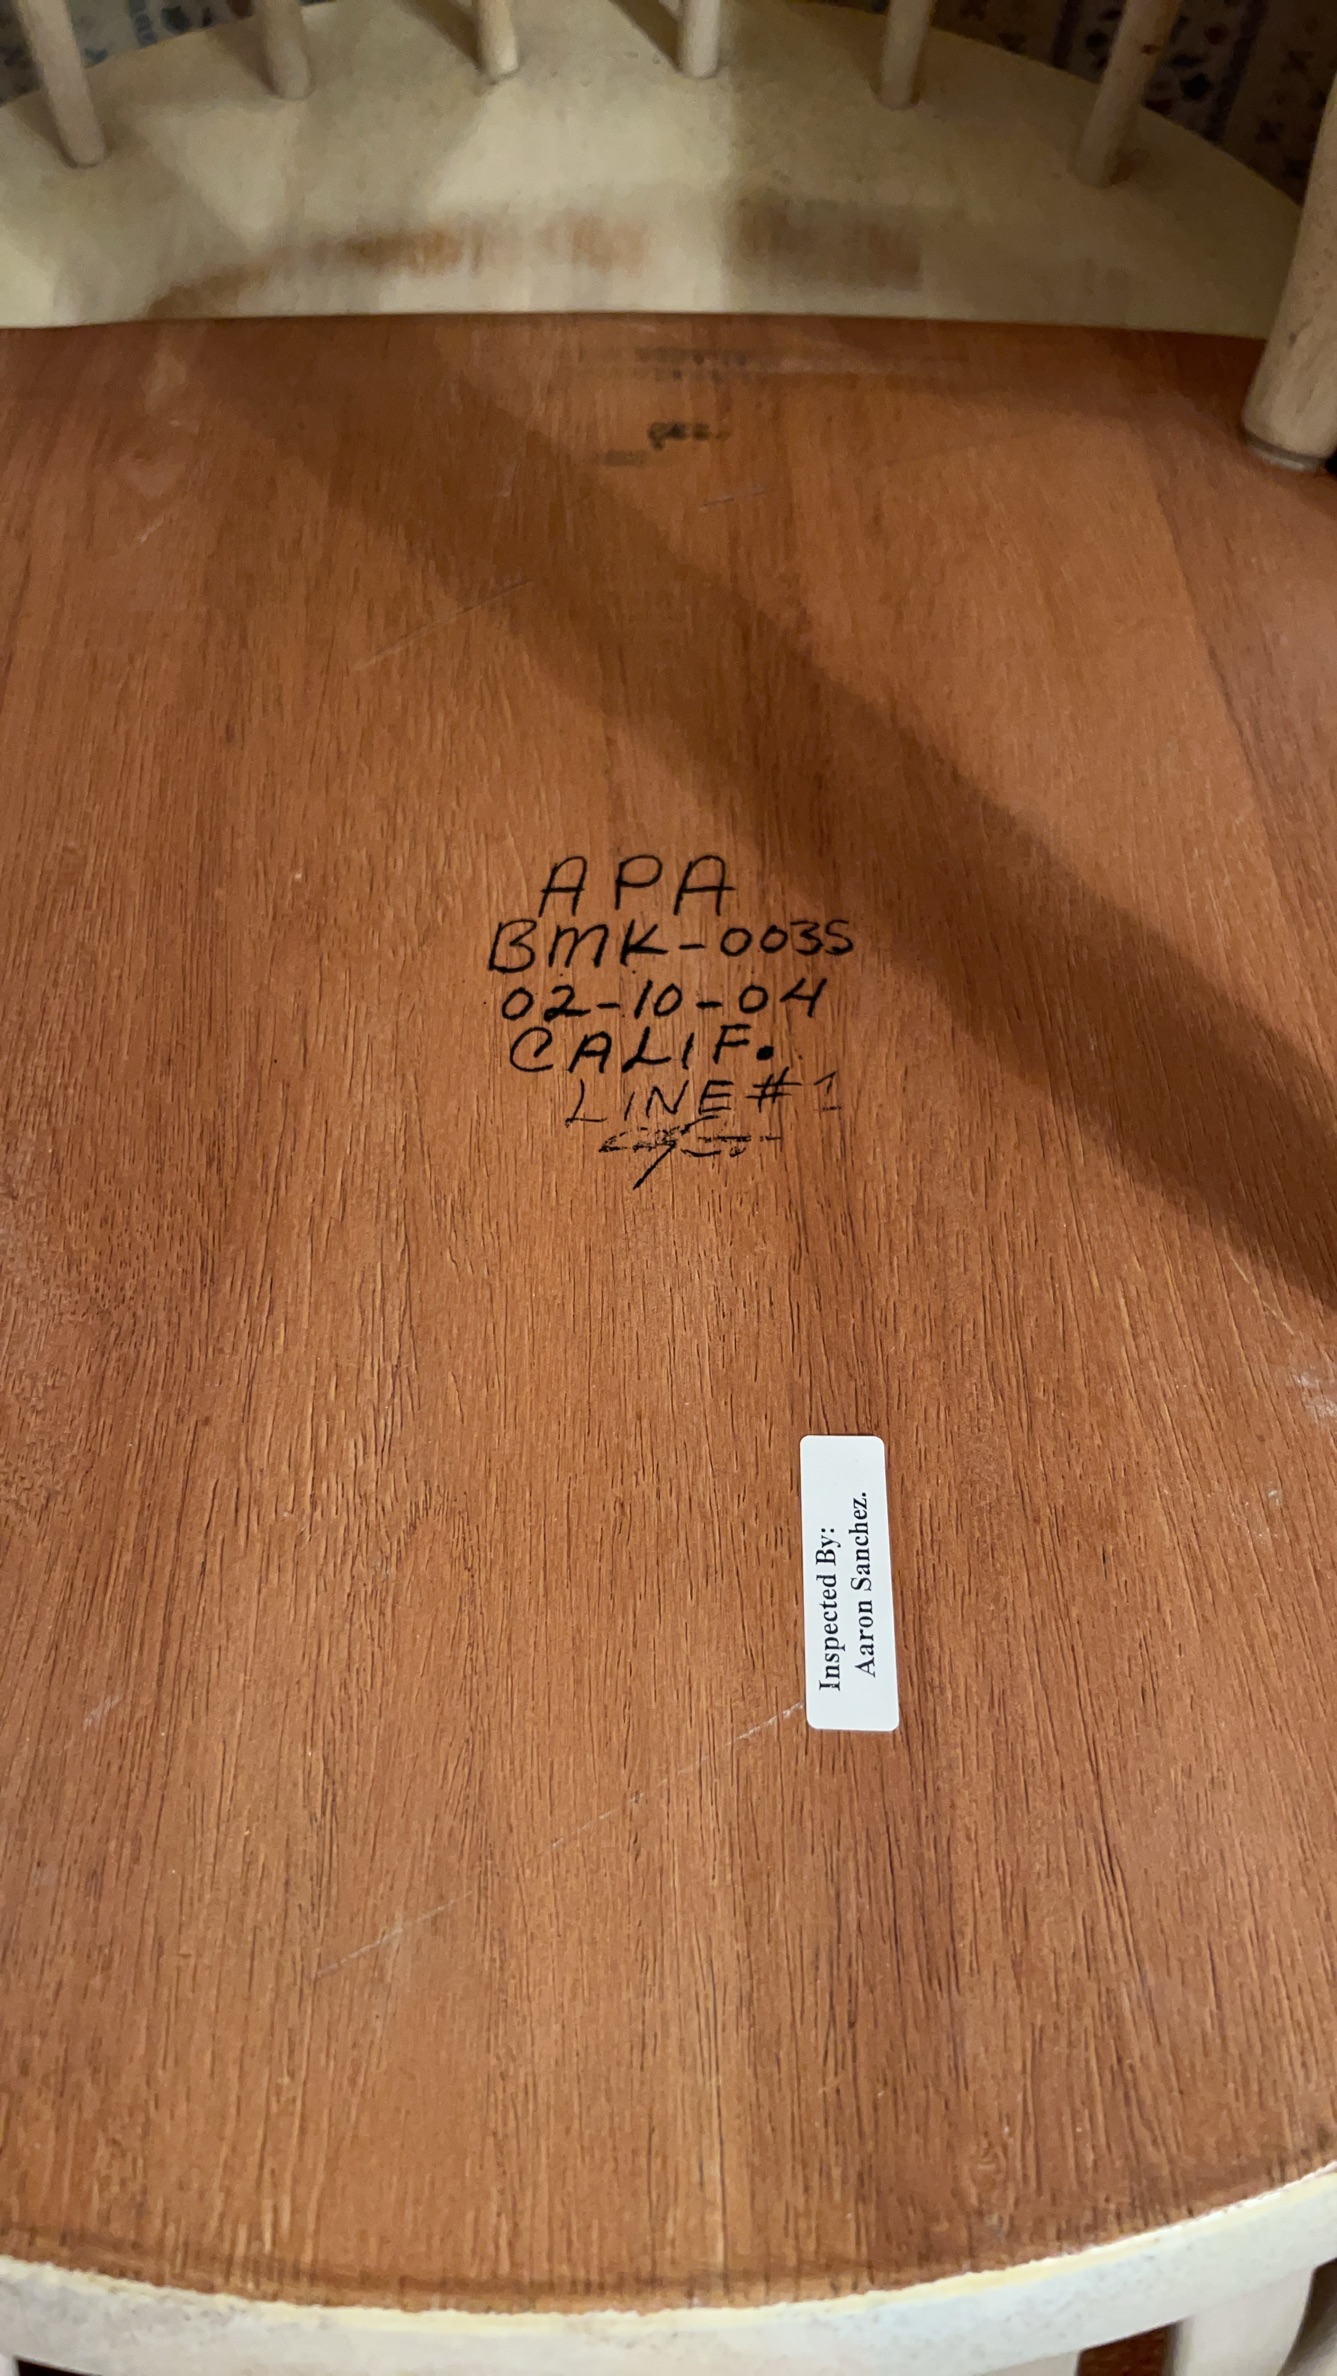 APA
BMK-0035
02-10-04
CALIF.
LINE #1
Inspected By:
Aaron Sanchez.